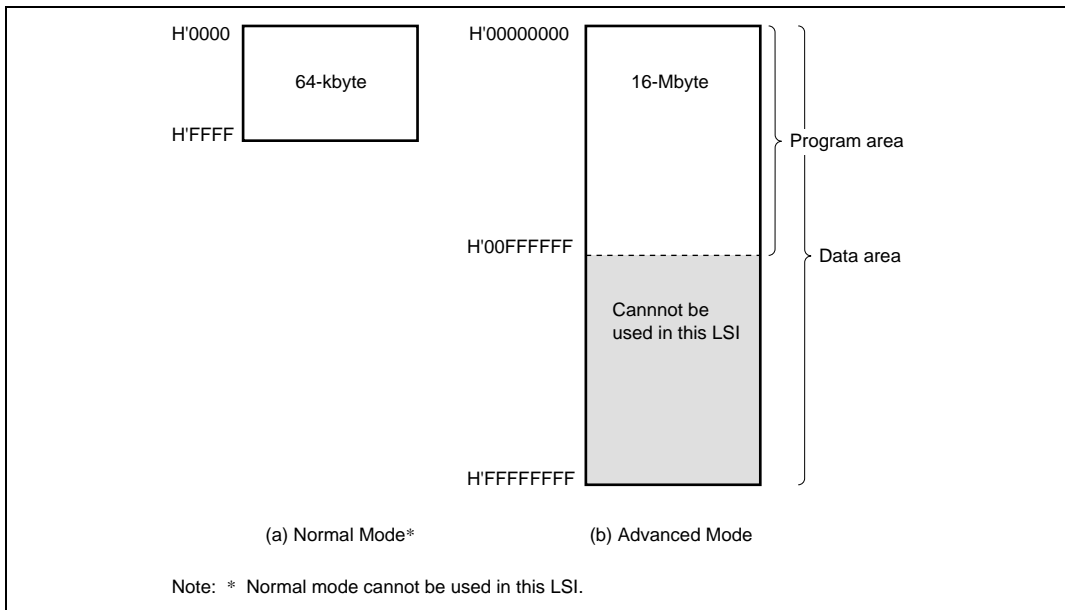 H'0000
64-kbyte
H'FFFF
H'00000000
16-Mbyte
Program area
H'00FFFFFF
Data area
Cannnot be
used in this LSI
H'FFFFFFFF
(a) Normal Mode*
(b) Advanced Mode
Note: * Normal mode cannot be used in this LSI.